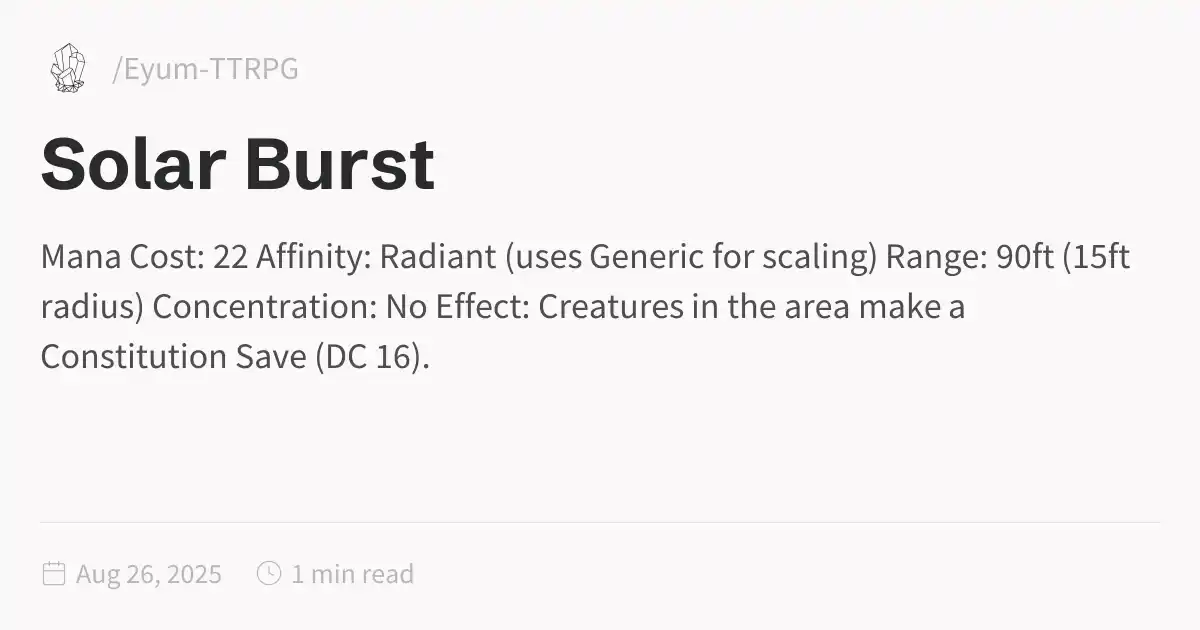 /Eyum-TTRPG
Solar Burst
Mana Cost: 22 Affinity: Radiant (uses Generic for scaling) Range: 90ft (15ft
radius) Concentration: No Effect: Creatures in the area make a
Constitution Save (DC 16).
Aug 26, 2025 1 min read